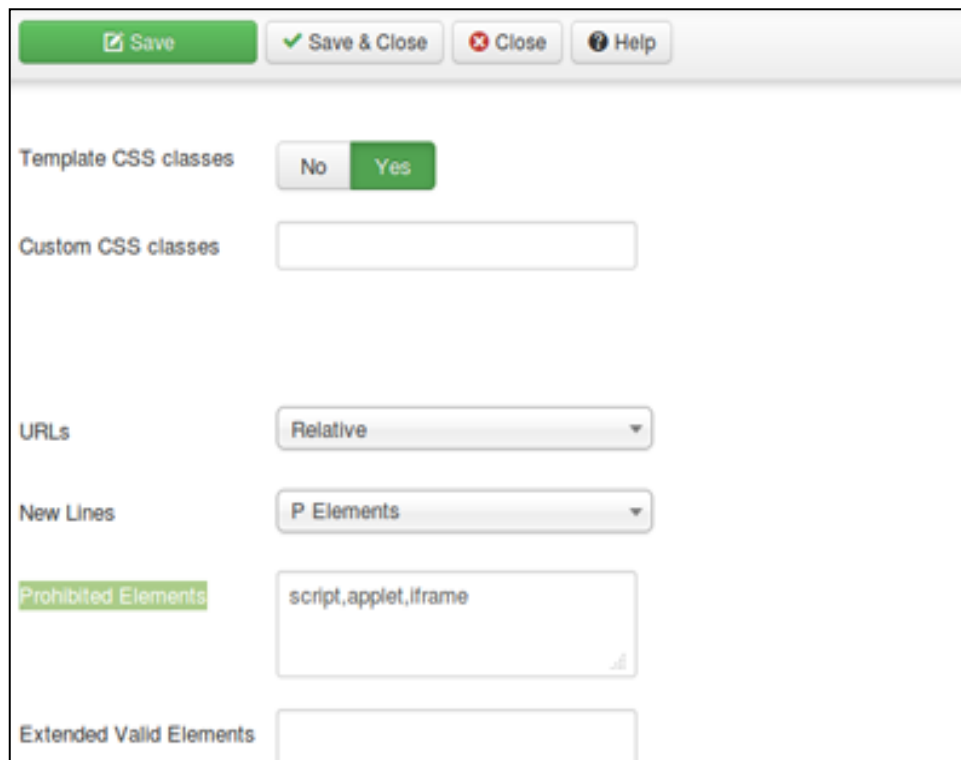 Save Save & Close Close Help
Template CSS classes No Yes
Custom CSS classes
URLs Relative
New Lines P Elements
Prohibited Elements script,applet,iframe
Extended Valid Elements